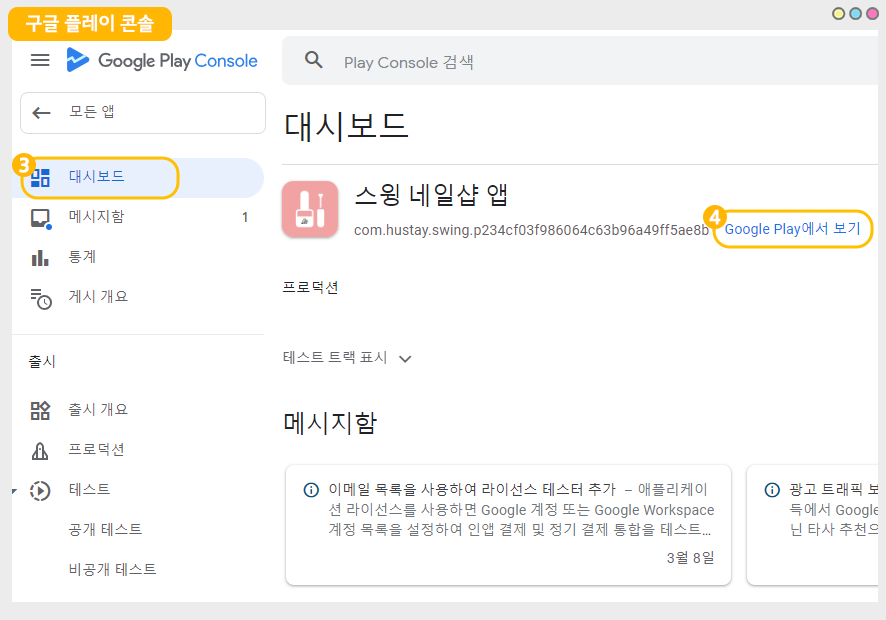 구글 플레이 콘솔
Google Play Console
Play Console 검색
모든 앱
대시보드
3
대시보드
메시지함 1
통계
게시 개요
스윙 네일샵 앱
com.hustay.swing.p234cf03f986064c63b96a49ff5ae8b
4
Google Play에서 보기
프로덕션
테스트 트랙 표시
출시
출시 개요
프로덕션
테스트
공개 테스트
비공개 테스트
메시지함
이메일 목록을 사용하여 라이선스 테스터 추가 – 애플리케이
션 라이선스를 사용하면 Google 계정 또는 Google Workspace
계정 목록을 설정하여 인앱 결제 및 정기 결제 통합을 테스트...
3월 8일
광고 트래픽 보
득에서 Google
닌 타사 추천으